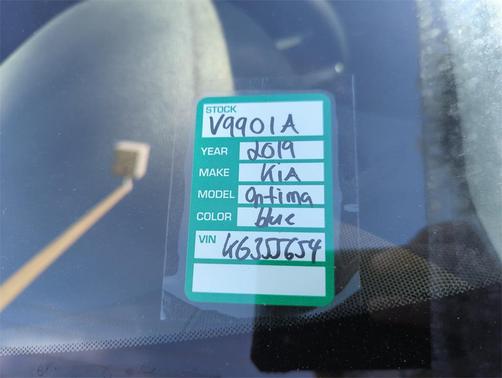 STOCK
V9901A
YEAR 2019
MAKE KIA
MODEL Optima
COLOR blue
VIN KG355654